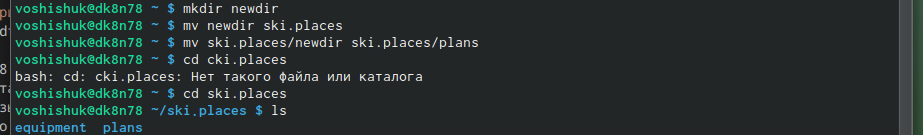 voshishuk@dk8n78 ~ $ mkdir newdir
voshishuk@dk8n78 ~ $ mv newdir ski.places
voshishuk@dk8n78 ~ $ mv ski.places/newdir ski.places/plans
voshishuk@dk8n78 ~ $ cd cki.places
bash: cd: cki.places: Нет такого файла или каталога
voshishuk@dk8n78 ~ $ cd ski.places
voshishuk@dk8n78 ~/ski.places $ ls
equipment  plans